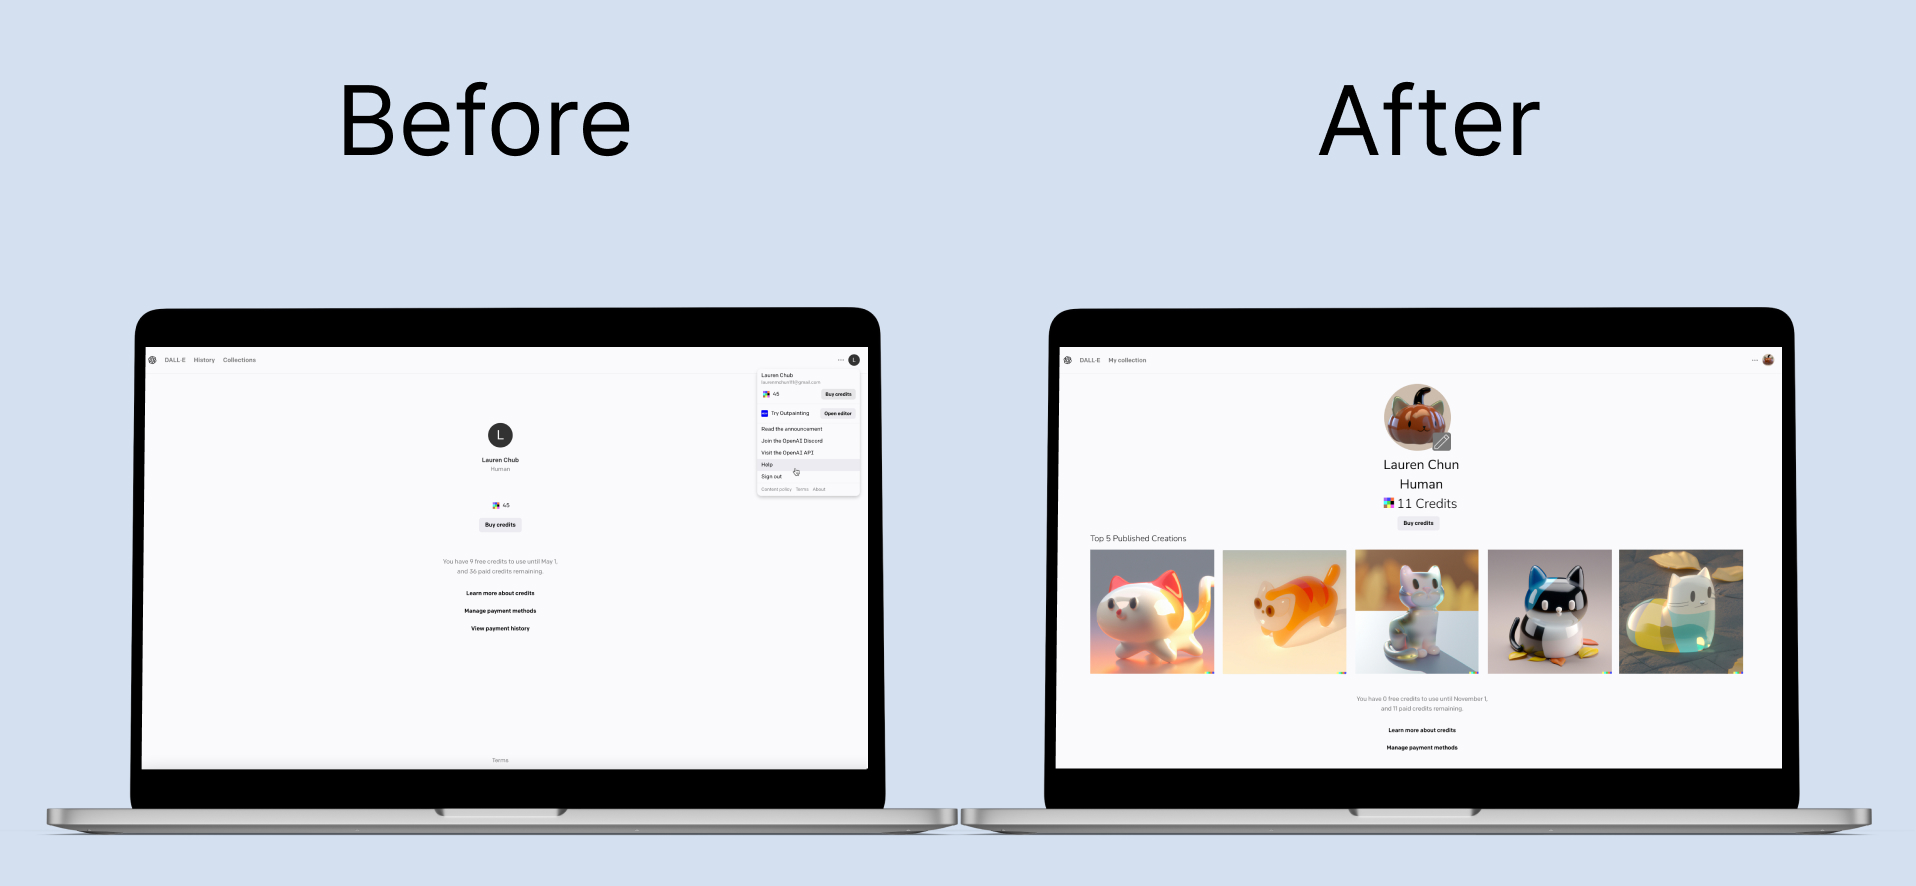 Before
After
DALL·E History Collections
··· L
Lauren Chub
45 Buy credits
Try Outpainting Open editor
Read the announcement
Join the OpenAI Discord
Visit the OpenAI API
Help
Sign out
Content policy Terms About
L
Lauren Chub
Human
45
Buy credits
You have 9 free credits to use until May 1,
and 36 paid credits remaining.
Learn more about credits
Manage payment methods
View payment history
Terms
DALL·E My collection
···
Lauren Chun
Human
11 Credits
Buy credits
Top 5 Published Creations
You have 0 free credits to use until November 1,
and 11 paid credits remaining.
Learn more about credits
Manage payment methods